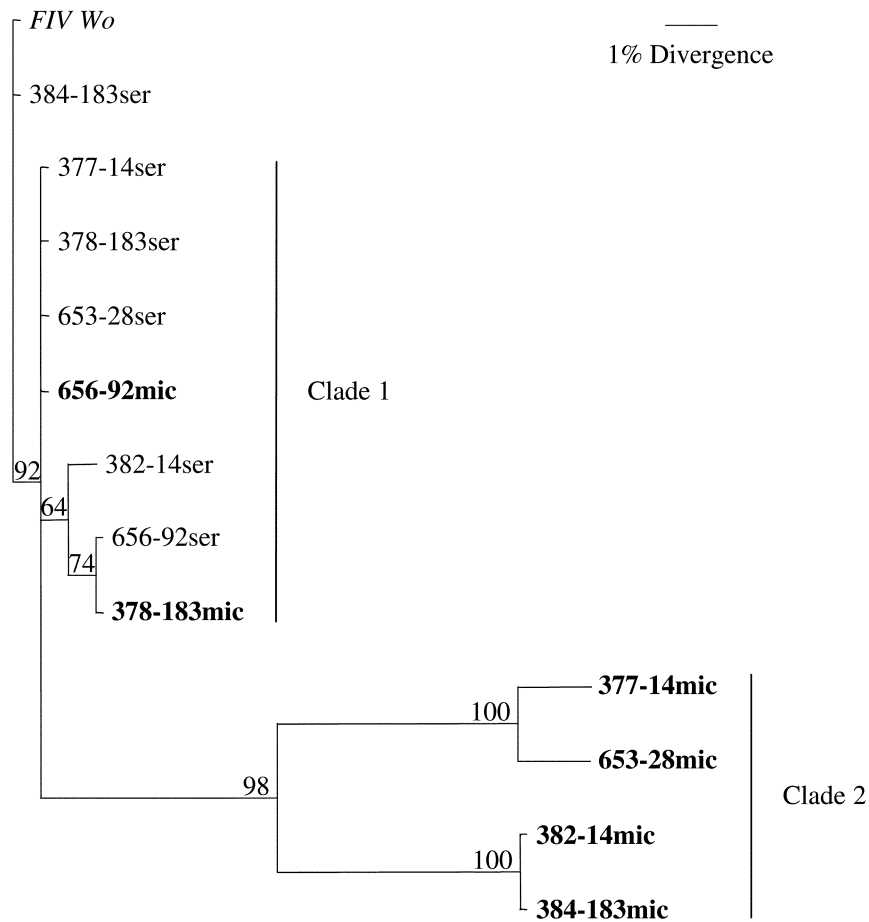 FIV Wo
1% Divergence
384-183ser
377-14ser
378-183ser
653-28ser
656-92mic
Clade 1
92
382-14ser
64
656-92ser
74
378-183mic
377-14mic
100
653-28mic
98
Clade 2
382-14mic
100
384-183mic